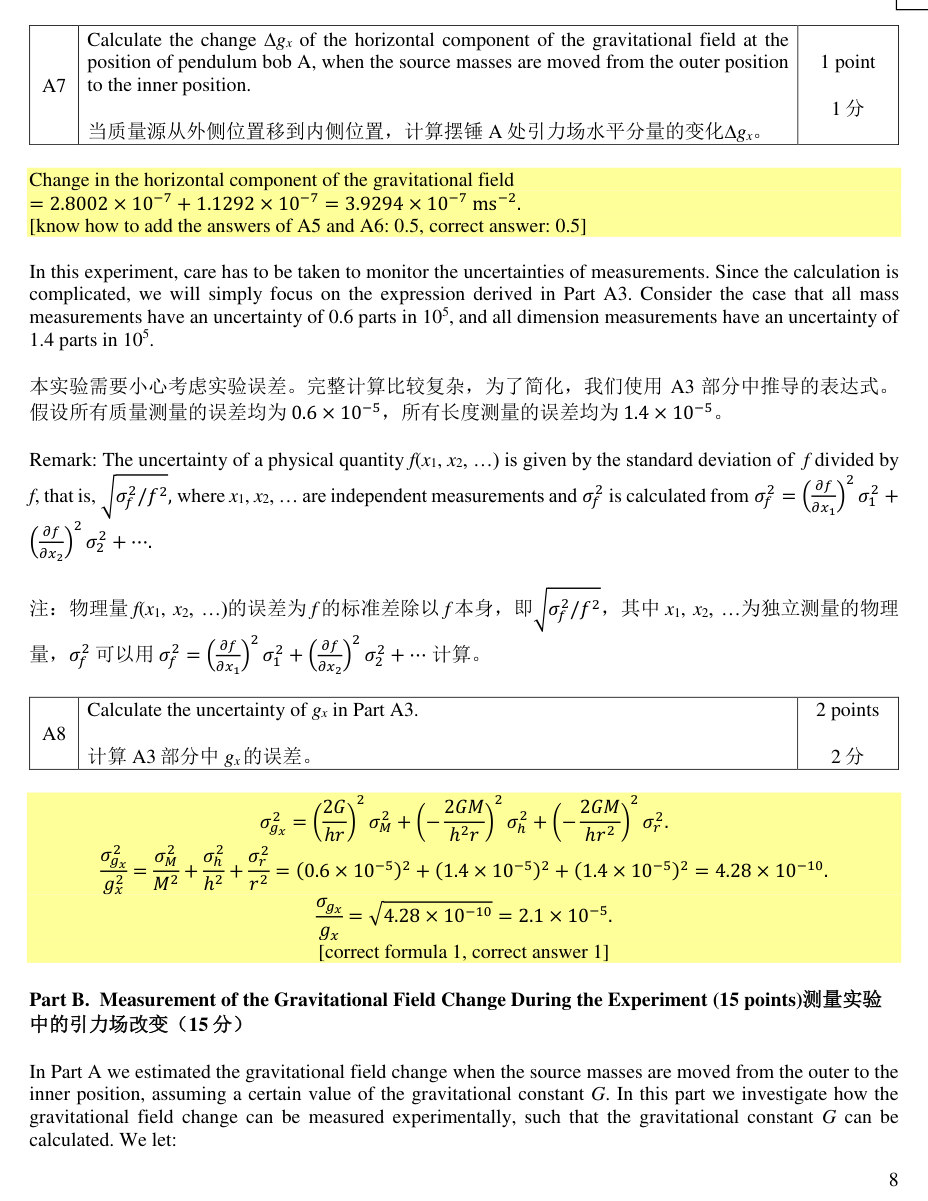 A7
Calculate the change Δgx of the horizontal component of the gravitational field at the
position of pendulum bob A, when the source masses are moved from the outer position
to the inner position.
当质量源从外侧位置移到内侧位置，计算摆锤 A 处引力场水平分量的变化Δgx。
1 point
1 分
Change in the horizontal component of the gravitational field
= 2.8002 × 10⁻⁷ + 1.1292 × 10⁻⁷ = 3.9294 × 10⁻⁷ ms⁻².
[know how to add the answers of A5 and A6: 0.5, correct answer: 0.5]
In this experiment, care has to be taken to monitor the uncertainties of measurements. Since the calculation is
complicated, we will simply focus on the expression derived in Part A3. Consider the case that all mass
measurements have an uncertainty of 0.6 parts in 10⁵, and all dimension measurements have an uncertainty of
1.4 parts in 10⁵.
本实验需要小心考虑实验误差。完整计算比较复杂，为了简化，我们使用 A3 部分中推导的表达式。
假设所有质量测量的误差均为 0.6 × 10⁻⁵，所有长度测量的误差均为 1.4 × 10⁻⁵。
Remark: The uncertainty of a physical quantity f(x1, x2, …) is given by the standard deviation of f divided by
f, that is, √(σ_f²/f²), where x1, x2, … are independent measurements and σ_f² is calculated from σ_f² = (∂f/∂x₁)² σ₁² +
(∂f/∂x₂)² σ₂² + ⋯.
注：物理量 f(x1, x2, …)的误差为 f 的标准差除以 f 本身，即√(σ_f²/f²)，其中 x1, x2, …为独立测量的物理
量，σ_f² 可以用 σ_f² = (∂f/∂x₁)² σ₁² + (∂f/∂x₂)² σ₂² + ⋯ 计算。
A8
Calculate the uncertainty of gx in Part A3.
计算 A3 部分中 gx 的误差。
2 points
2 分
σ_gx² = (2G/hr)² σ_M² + (−2GM/h²r)² σ_h² + (−2GM/hr²)² σ_r².
σ_gx²/g_x² = σ_M²/M² + σ_h²/h² + σ_r²/r² = (0.6 × 10⁻⁵)² + (1.4 × 10⁻⁵)² + (1.4 × 10⁻⁵)² = 4.28 × 10⁻¹⁰.
σ_gx/g_x = √(4.28 × 10⁻¹⁰) = 2.1 × 10⁻⁵.
[correct formula 1, correct answer 1]
Part B. Measurement of the Gravitational Field Change During the Experiment (15 points)测量实验
中的引力场改变（15 分）
In Part A we estimated the gravitational field change when the source masses are moved from the outer to the
inner position, assuming a certain value of the gravitational constant G. In this part we investigate how the
gravitational field change can be measured experimentally, such that the gravitational constant G can be
calculated. We let:
8